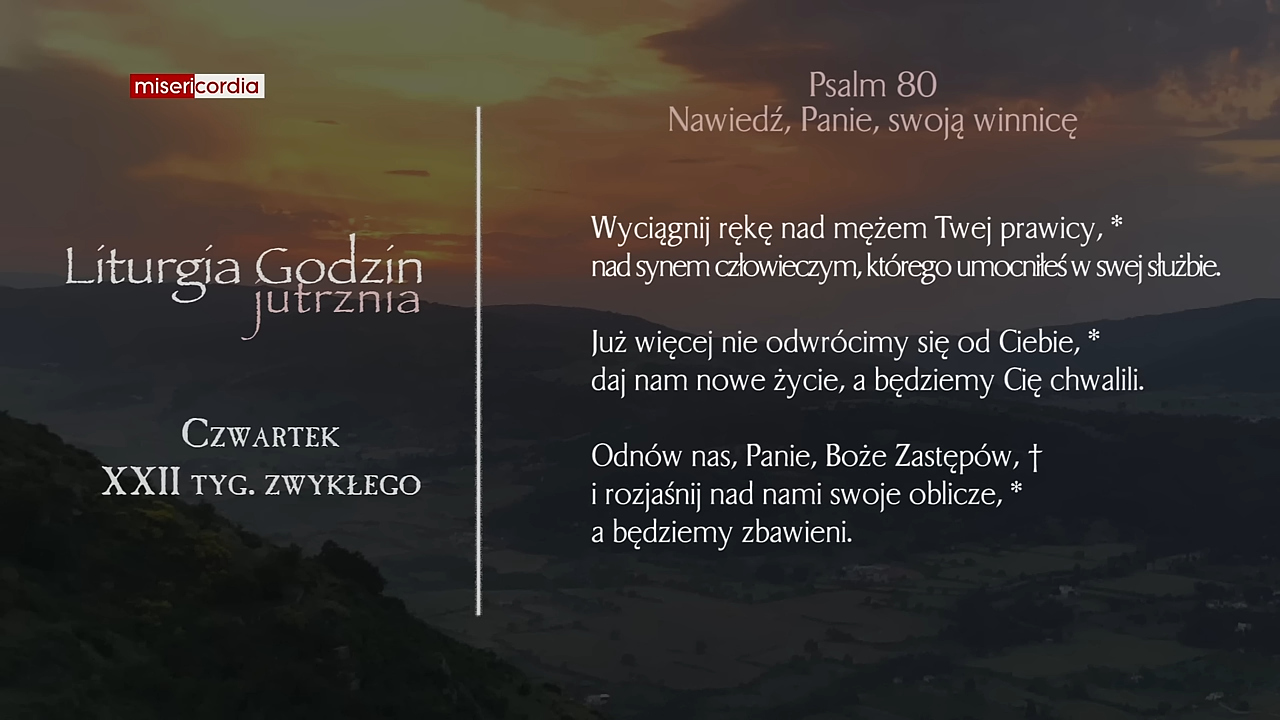 misericordia
Liturgia Godzin
jutrznia
Czwartek
XXII tyg. zwykłego
Psalm 80
Nawiedź, Panie, swoją winnicę
Wyciągnij rękę nad mężem Twej prawicy, *
nad synem człowieczym, którego umocniłeś w swej służbie.
Już więcej nie odwrócimy się od Ciebie, *
daj nam nowe życie, a będziemy Cię chwalili.
Odnów nas, Panie, Boże Zastępów, †
i rozjaśnij nad nami swoje oblicze, *
a będziemy zbawieni.